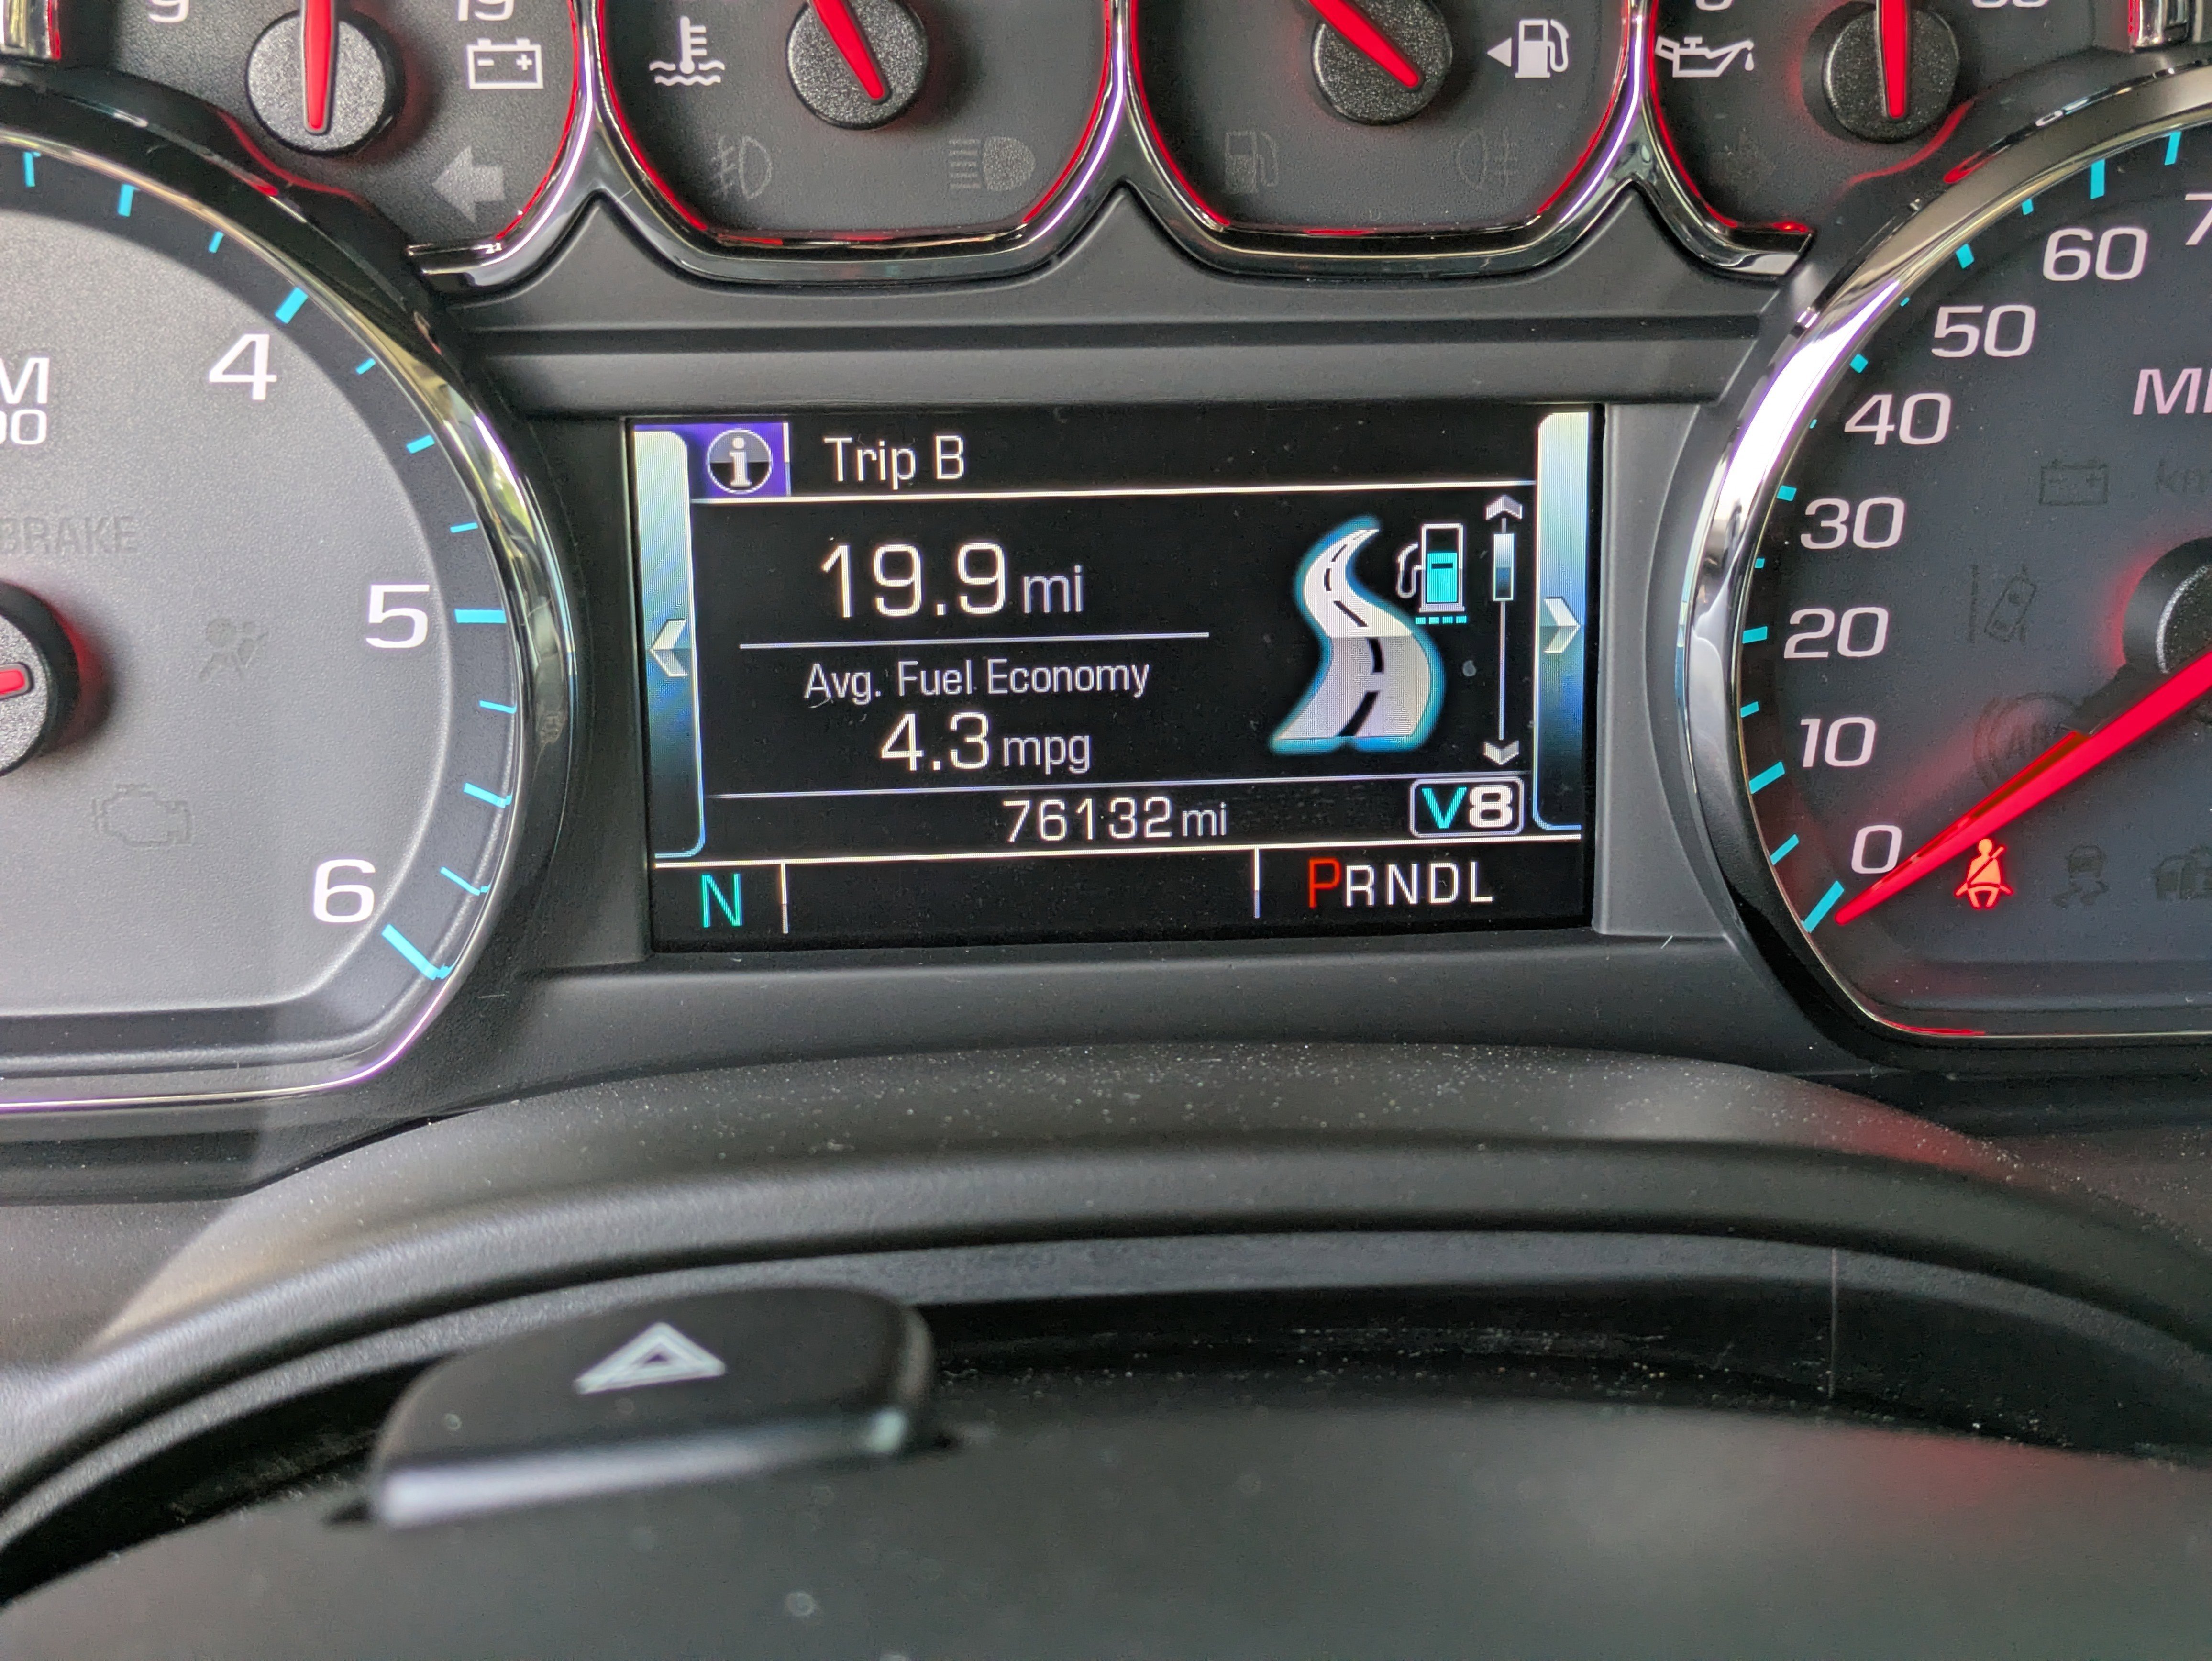 Trip B
19.9 mi
Avg. Fuel Economy
4.3 mpg
76132 mi
V8
N
PRNDL
4
5
6
BRAKE
60
50
40
30
20
10
0